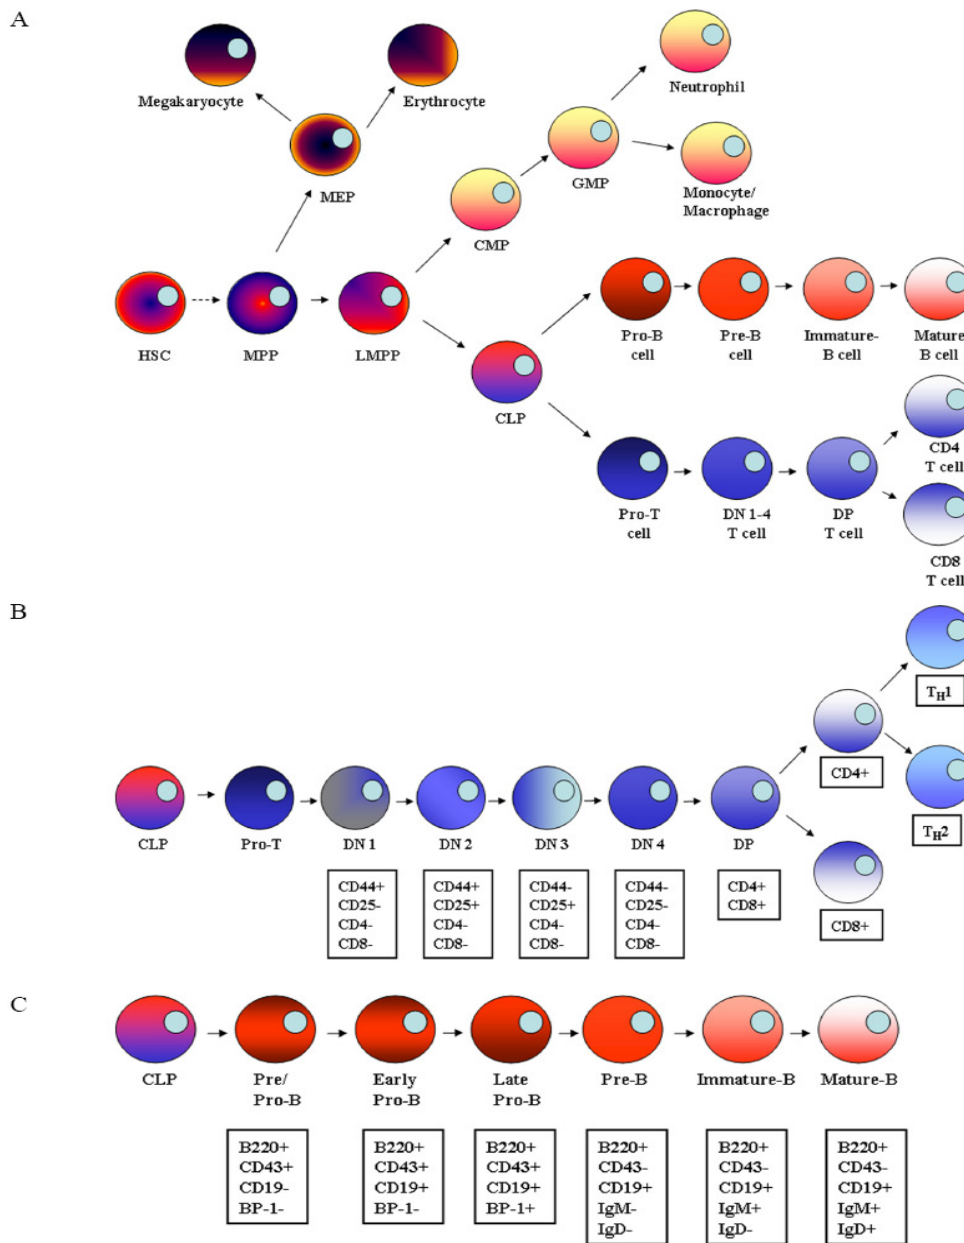 A
Megakaryocyte
Erythrocyte
Neutrophil
MEP
GMP
Monocyte/
Macrophage
CMP
HSC
MPP
LMPP
CLP
Pro-B
cell
Pre-B
cell
Immature-
B cell
Mature
B cell
Pro-T
cell
DN 1-4
T cell
DP
T cell
CD4
T cell
CD8
T cell
B
TH1
CD4+
TH2
CLP
Pro-T
DN 1
DN 2
DN 3
DN 4
DP
CD8+
CD44+
CD25-
CD4-
CD8-
CD44+
CD25+
CD4-
CD8-
CD44-
CD25+
CD4-
CD8-
CD44-
CD25-
CD4-
CD8-
CD4+
CD8+
C
CLP
Pre/
Pro-B
Early
Pro-B
Late
Pro-B
Pre-B
Immature-B
Mature-B
B220+
CD43+
CD19-
BP-1-
B220+
CD43+
CD19+
BP-1-
B220+
CD43+
CD19+
BP-1+
B220+
CD43-
CD19+
IgM-
IgD-
B220+
CD43-
CD19+
IgM+
IgD-
B220+
CD43-
CD19+
IgM+
IgD+